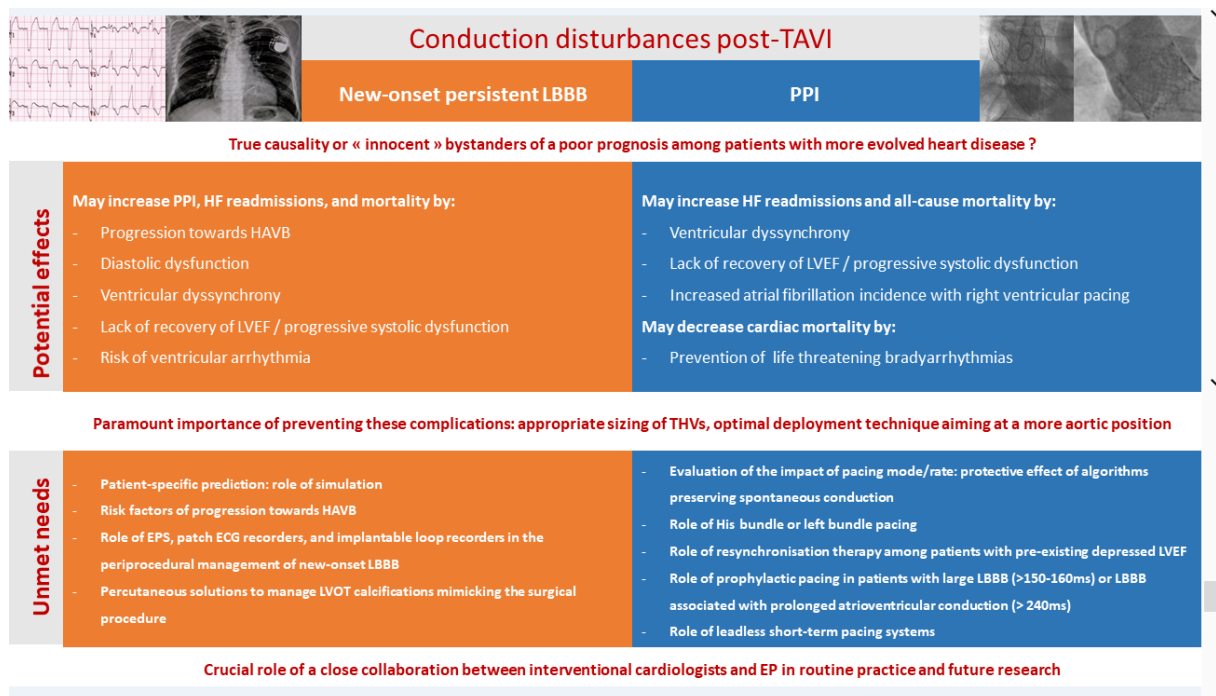 Conduction disturbances post-TAVI
New-onset persistent LBBB
PPI
True causality or « innocent » bystanders of a poor prognosis among patients with more evolved heart disease ?
Potential effects
May increase PPI, HF readmissions, and mortality by:
- Progression towards HAVB
- Diastolic dysfunction
- Ventricular dyssynchrony
- Lack of recovery of LVEF / progressive systolic dysfunction
- Risk of ventricular arrhythmia
May increase HF readmissions and all-cause mortality by:
- Ventricular dyssynchrony
- Lack of recovery of LVEF / progressive systolic dysfunction
- Increased atrial fibrillation incidence with right ventricular pacing
May decrease cardiac mortality by:
- Prevention of life threatening bradyarrhythmias
Paramount importance of preventing these complications: appropriate sizing of THVs, optimal deployment technique aiming at a more aortic position
Unmet needs
- Patient-specific prediction: role of simulation
- Risk factors of progression towards HAVB
- Role of EPS, patch ECG recorders, and implantable loop recorders in the
periprocedural management of new-onset LBBB
- Percutaneous solutions to manage LVOT calcifications mimicking the surgical
procedure
- Evaluation of the impact of pacing mode/rate: protective effect of algorithms
preserving spontaneous conduction
- Role of His bundle or left bundle pacing
- Role of resynchronisation therapy among patients with pre-existing depressed LVEF
- Role of prophylactic pacing in patients with large LBBB (>150-160ms) or LBBB
associated with prolonged atrioventricular conduction (> 240ms)
- Role of leadless short-term pacing systems
Crucial role of a close collaboration between interventional cardiologists and EP in routine practice and future research